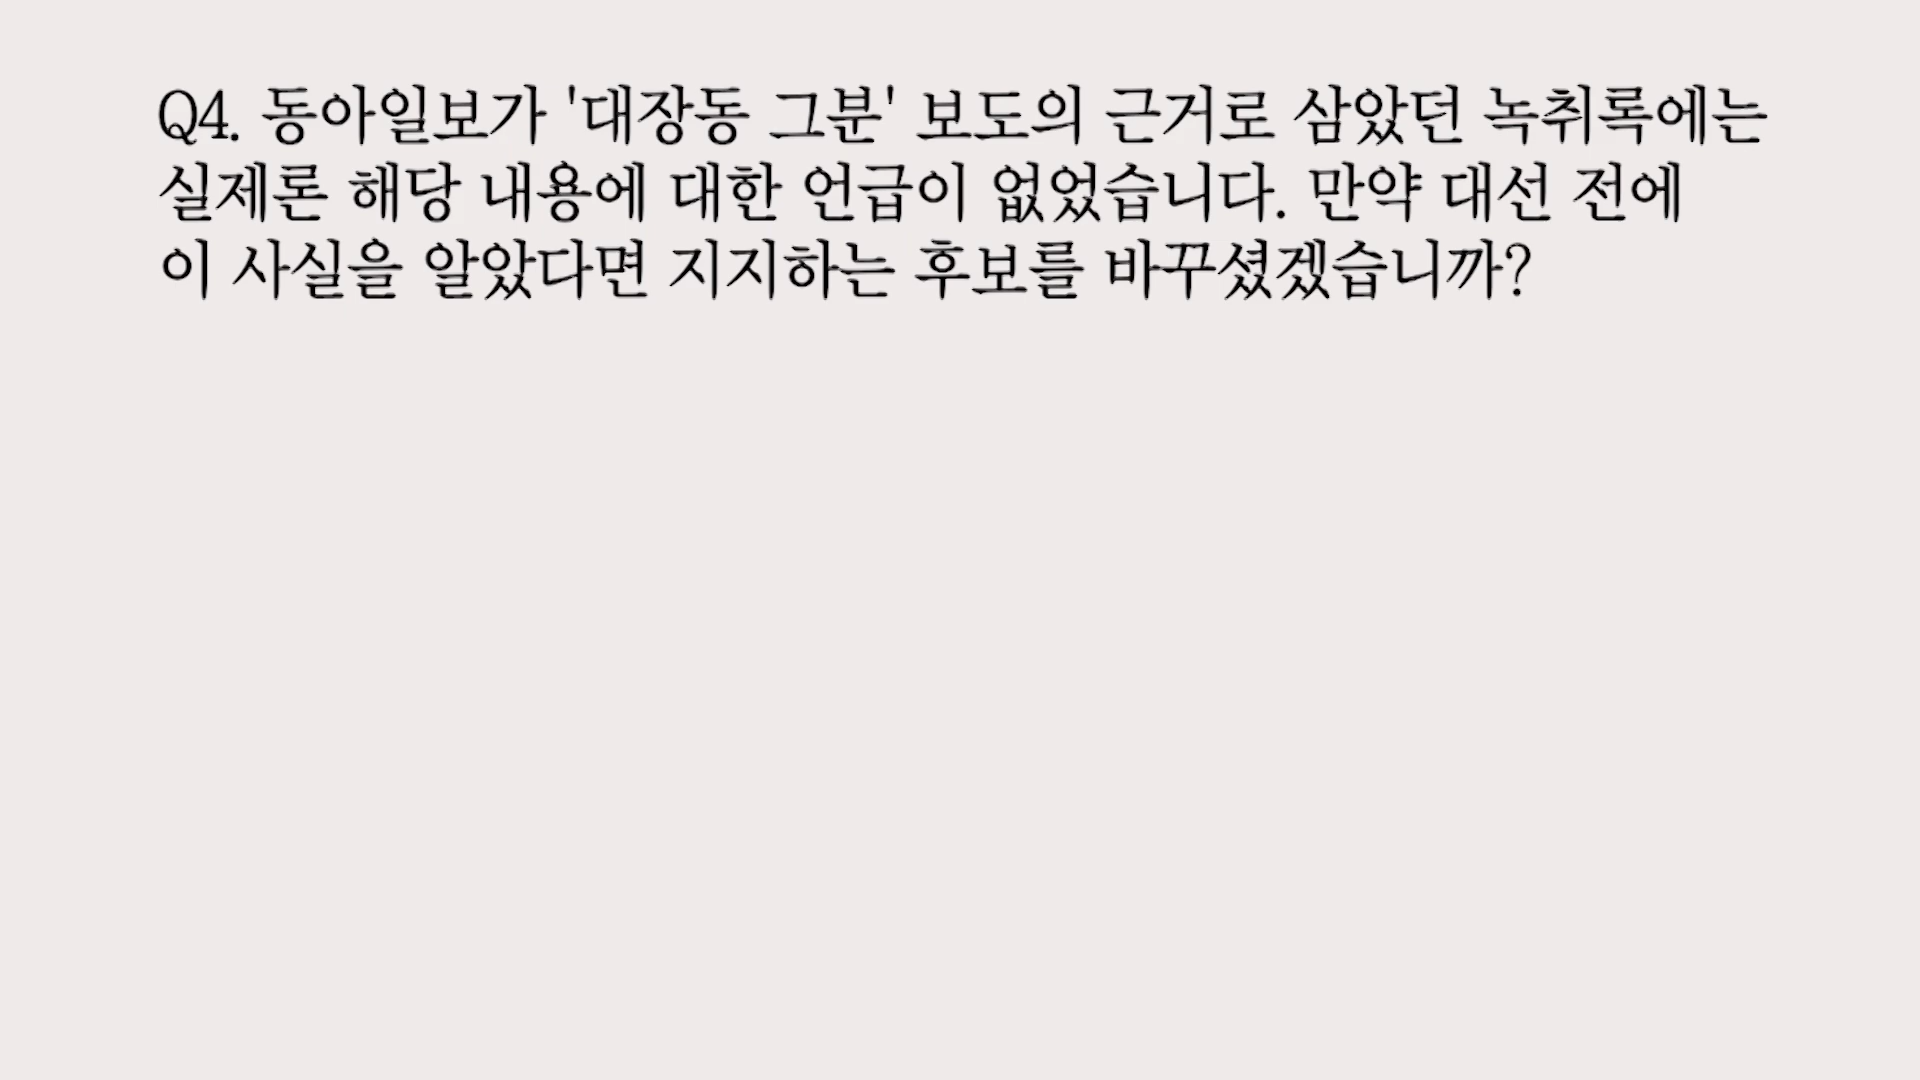 Q4. 동아일보가 '대장동 그분' 보도의 근거로 삼았던 녹취록에는
실제론 해당 내용에 대한 언급이 없었습니다. 만약 대선 전에
이 사실을 알았다면 지지하는 후보를 바꾸셨겠습니까?